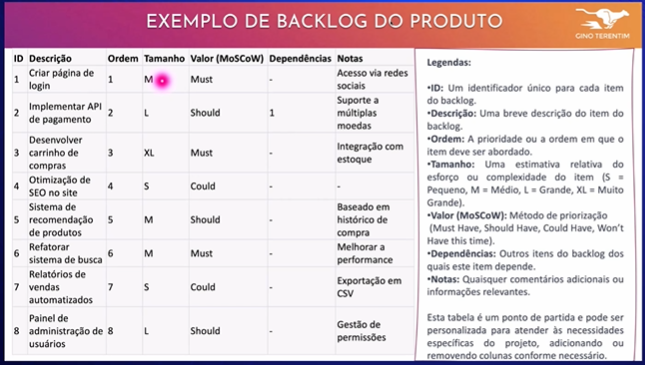 EXEMPLO DE BACKLOG DO PRODUTO
GINO TERENTIM
ID Descrição Ordem Tamanho Valor (MoSCoW) Dependências Notas
1 Criar página de login 1 M Must - Acesso via redes sociais
2 Implementar API de pagamento 2 L Should 1 Suporte a múltiplas moedas
3 Desenvolver carrinho de compras 3 XL Must - Integração com estoque
4 Otimização de SEO no site 4 S Could - -
5 Sistema de recomendação de produtos 5 M Should - Baseado em histórico de compra
6 Refatorar sistema de busca 6 M Must - Melhorar a performance
7 Relatórios de vendas automatizados 7 S Could - Exportação em CSV
8 Painel de administração de usuários 8 L Should - Gestão de permissões
Legendas:
•ID: Um identificador único para cada item
do backlog.
•Descrição: Uma breve descrição do item do
backlog.
•Ordem: A prioridade ou a ordem em que o
item deve ser abordado.
•Tamanho: Uma estimativa relativa do
esforço ou complexidade do item (S =
Pequeno, M = Médio, L = Grande, XL = Muito
Grande).
•Valor (MoSCoW): Método de priorização
(Must Have, Should Have, Could Have, Won't
Have this time).
•Dependências: Outros itens do backlog dos
quais este item depende.
•Notas: Quaisquer comentários adicionais ou
informações relevantes.
Esta tabela é um ponto de partida e pode ser
personalizada para atender às necessidades
específicas do projeto, adicionando ou
removendo colunas conforme necessário.